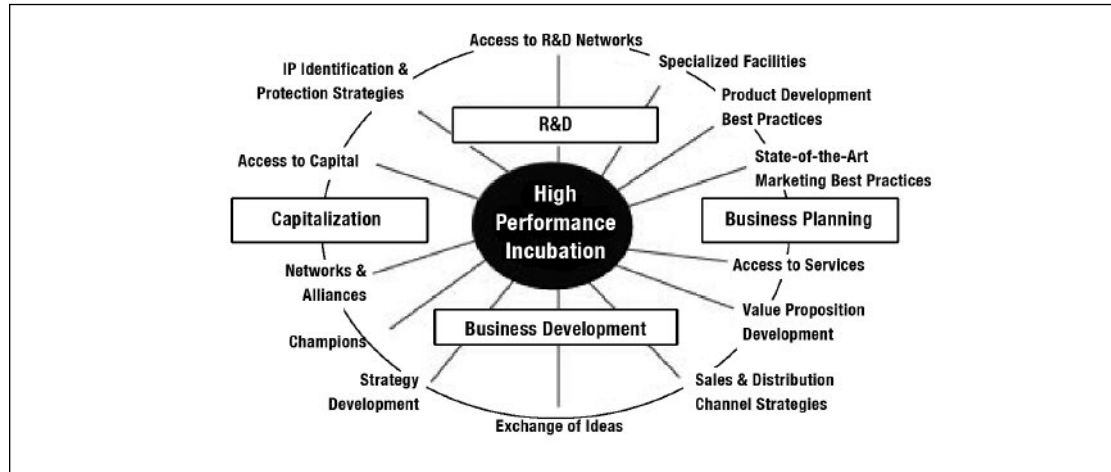 Access to R&D Networks
Specialized Facilities
IP Identification &
Protection Strategies
Product Development
Best Practices
R&D
Access to Capital
State-of-the-Art
Marketing Best Practices
High
Performance
Incubation
Capitalization
Business Planning
Networks &
Alliances
Access to Services
Value Proposition
Development
Business Development
Champions
Strategy
Development
Sales & Distribution
Channel Strategies
Exchange of Ideas